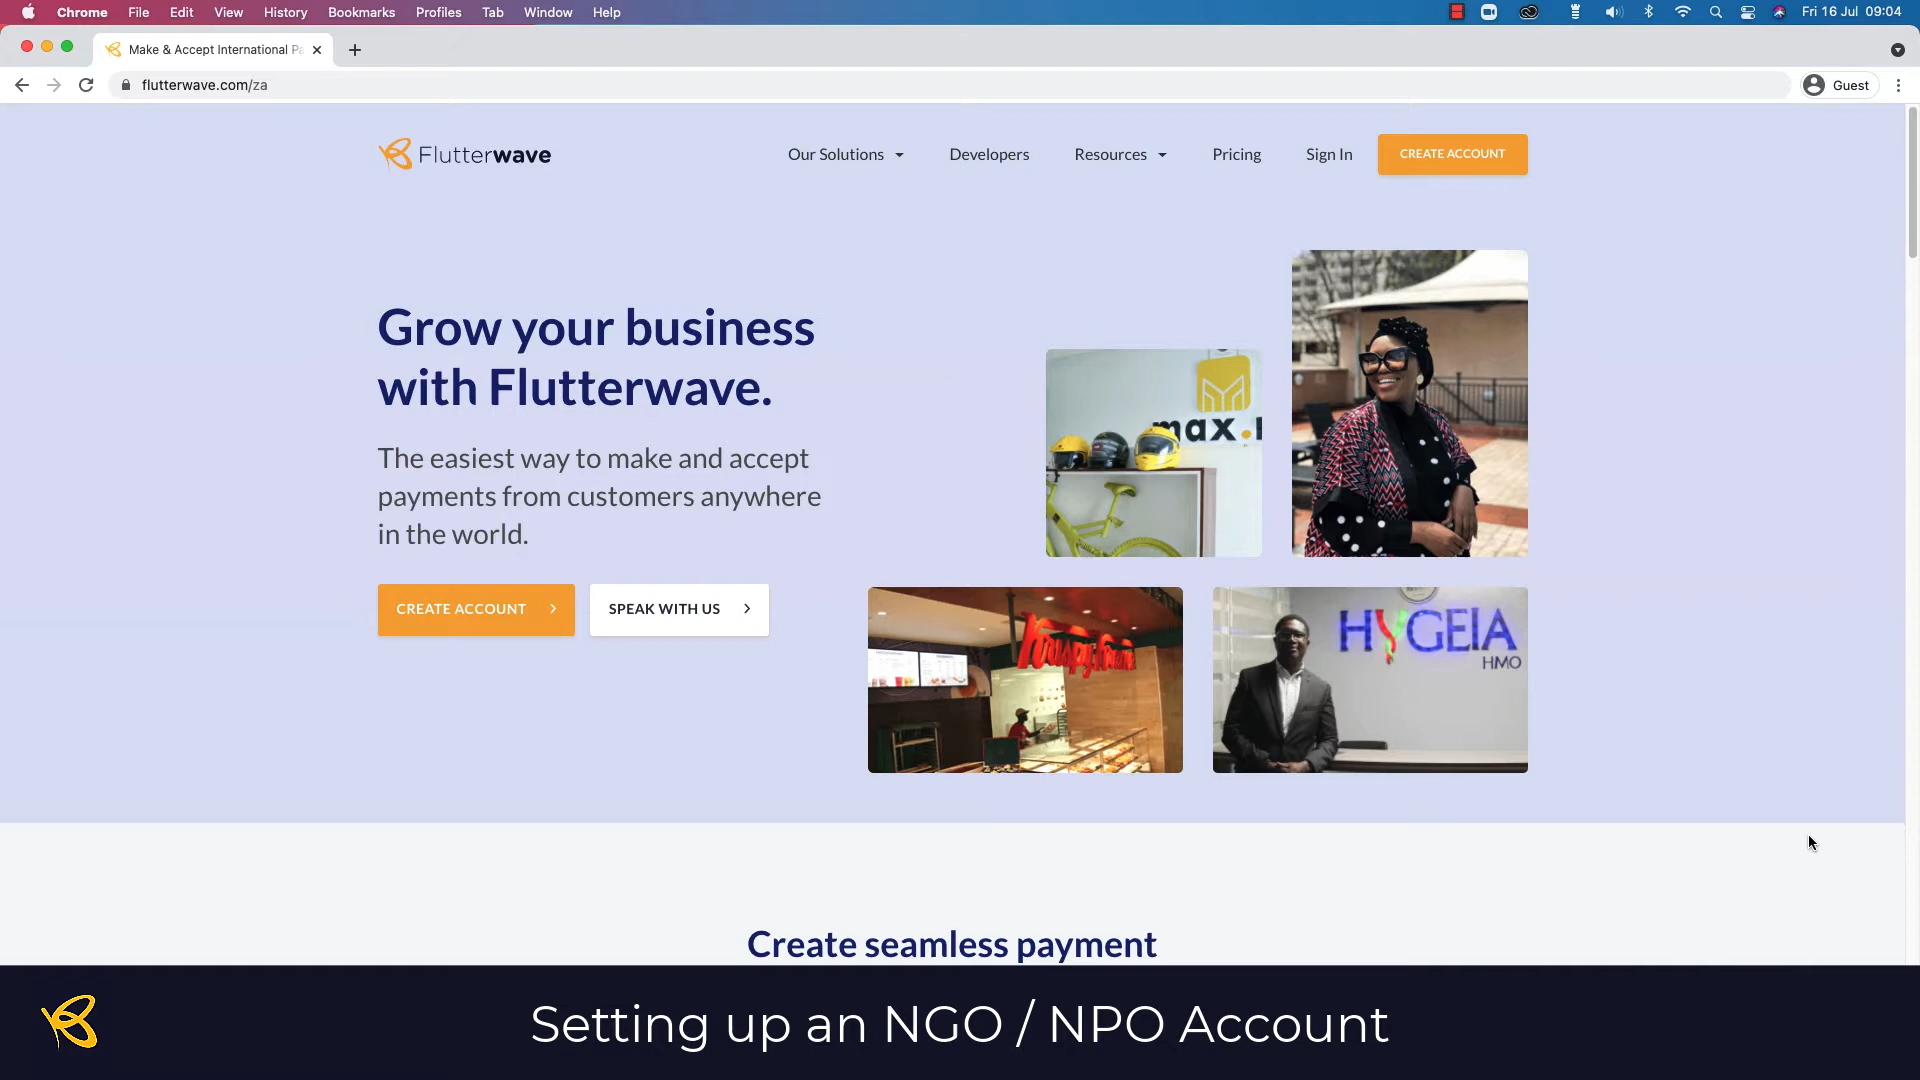 Chrome File Edit View History Bookmarks Profiles Tab Window Help Fri 16 Jul 09:04
Make & Accept International Pa
flutterwave.com/za
Guest
Flutterwave
Our Solutions
Developers
Resources
Pricing
Sign In
CREATE ACCOUNT
Grow your business
with Flutterwave.
The easiest way to make and accept
payments from customers anywhere
in the world.
CREATE ACCOUNT
SPEAK WITH US
max.
Krispy Kreme
HYGEIA
HMO
Create seamless payment
Setting up an NGO / NPO Account